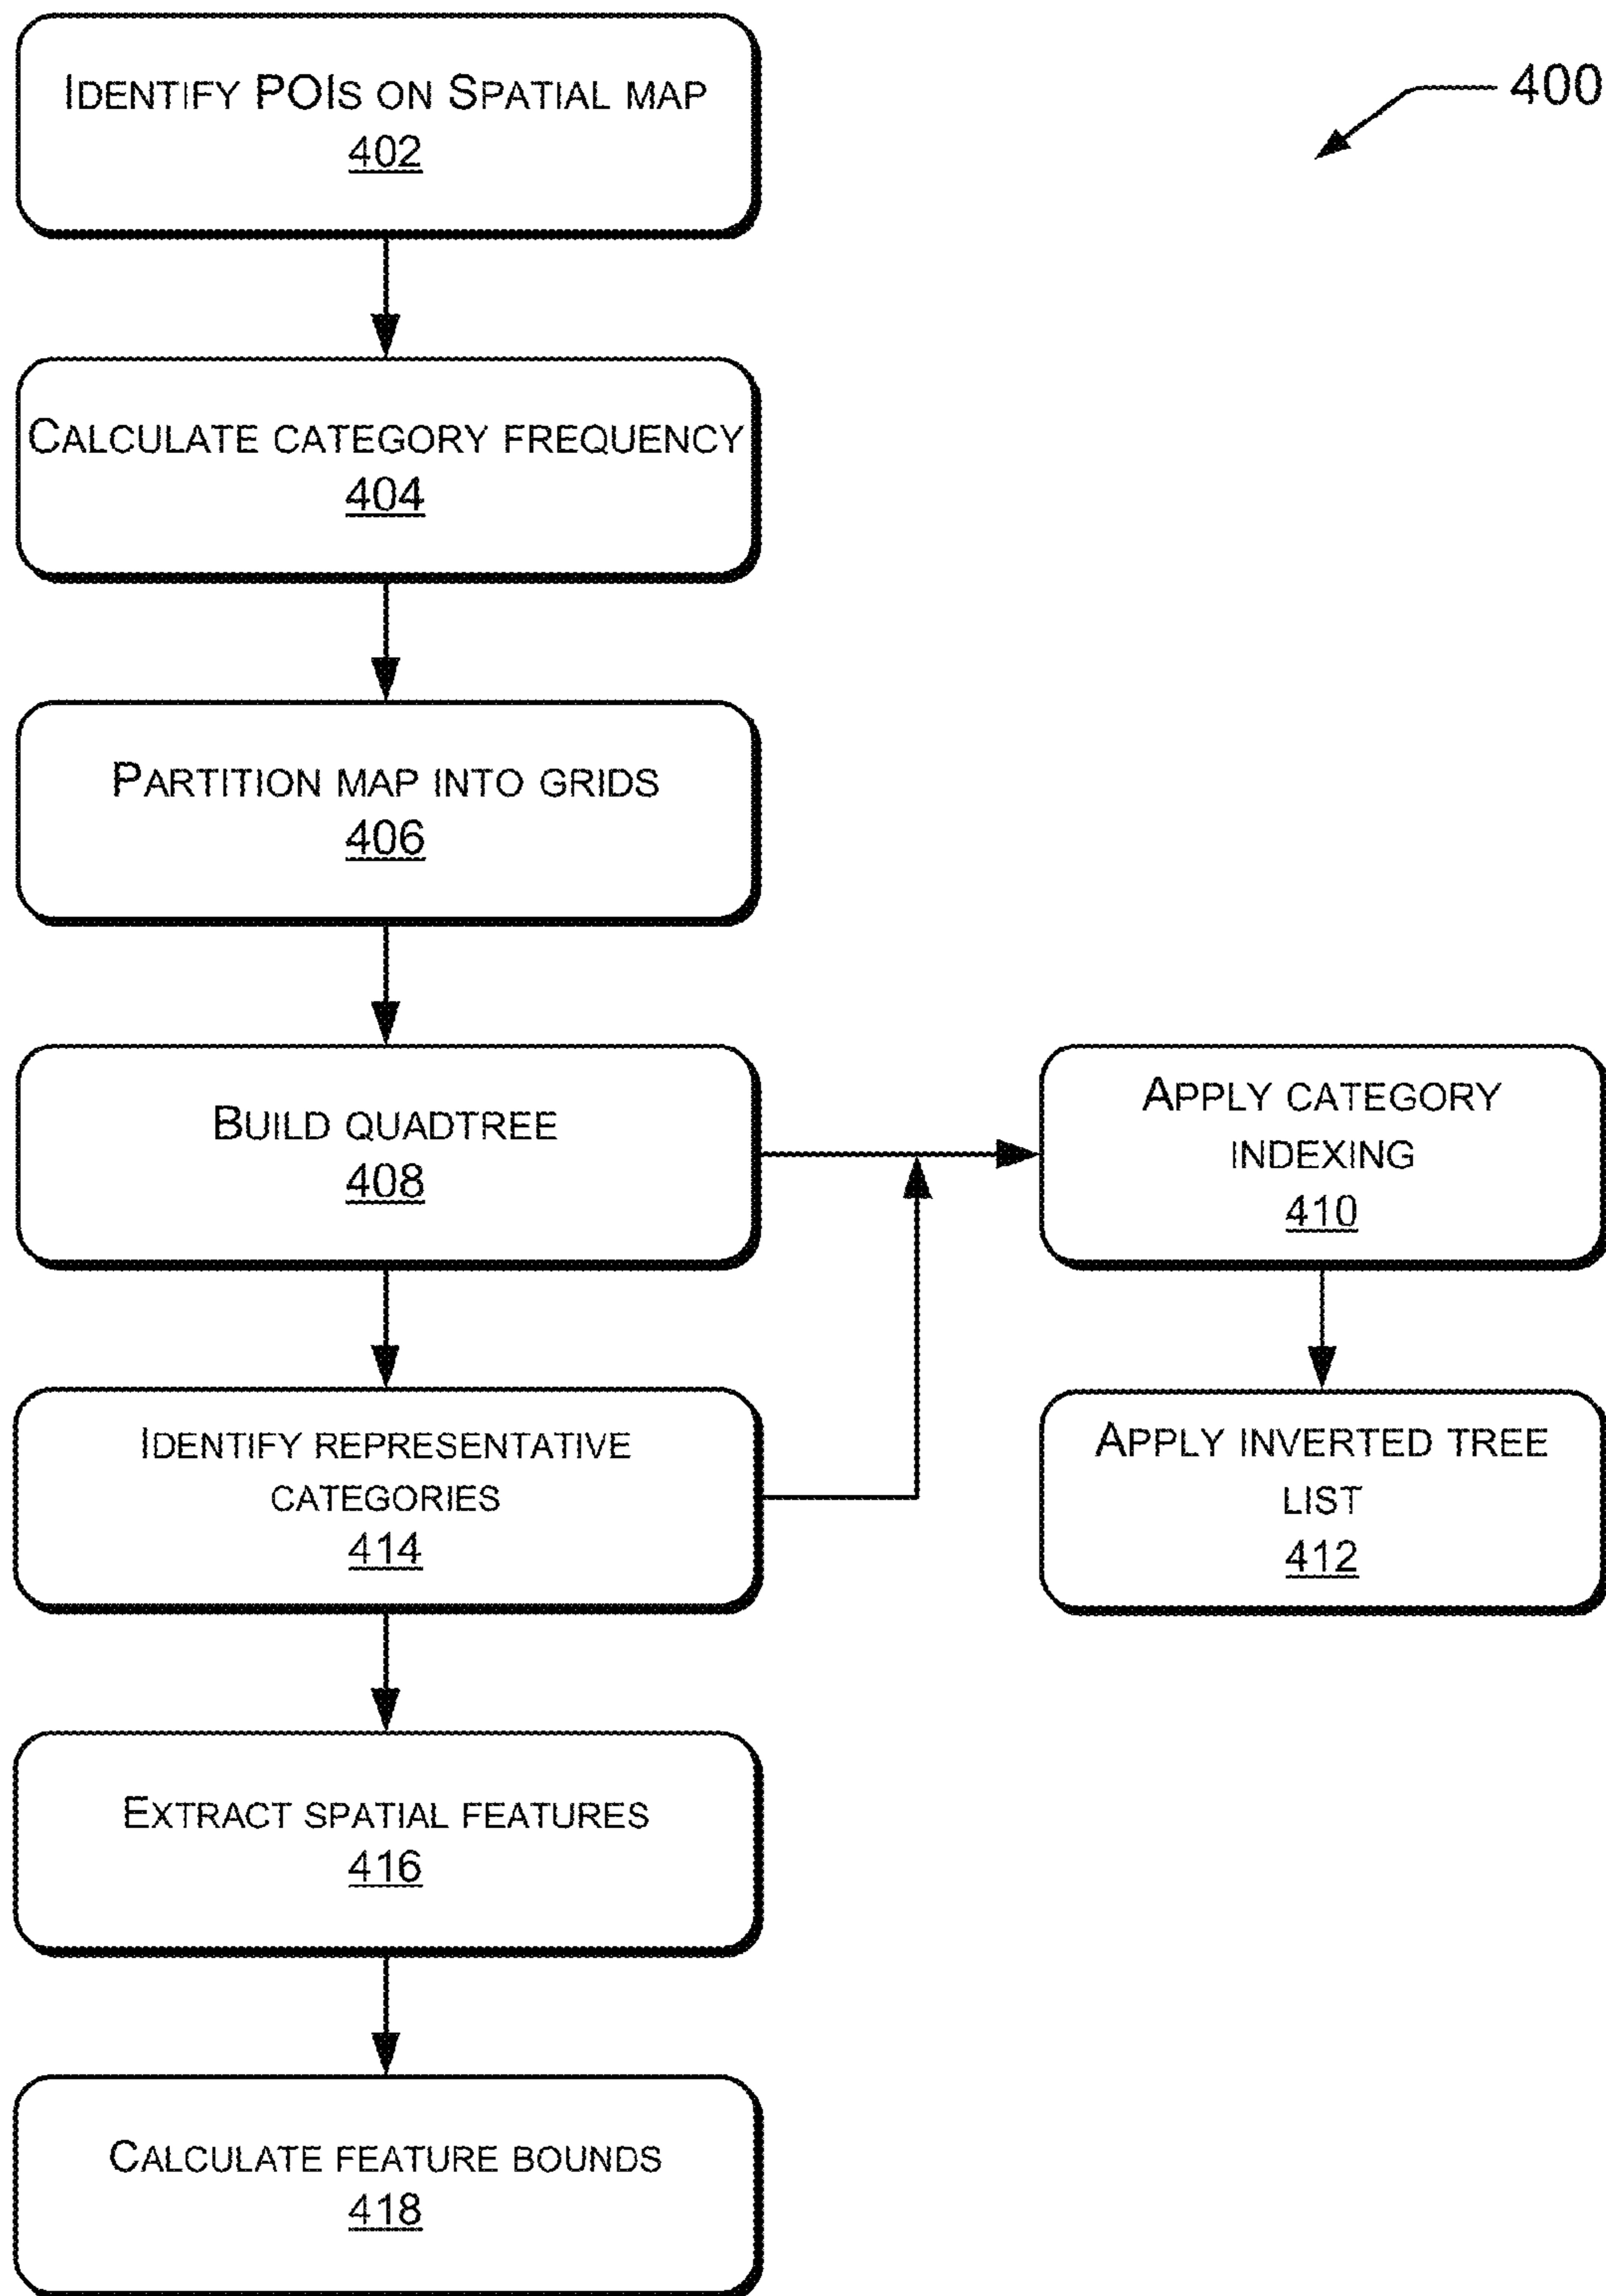 IDENTIFY POIS ON SPATIAL MAP
402
400
CALCULATE CATEGORY FREQUENCY
404
PARTITION MAP INTO GRIDS
406
BUILD QUADTREE
408
APPLY CATEGORY
INDEXING
410
IDENTIFY REPRESENTATIVE
CATEGORIES
414
APPLY INVERTED TREE
LIST
412
EXTRACT SPATIAL FEATURES
416
CALCULATE FEATURE BOUNDS
418